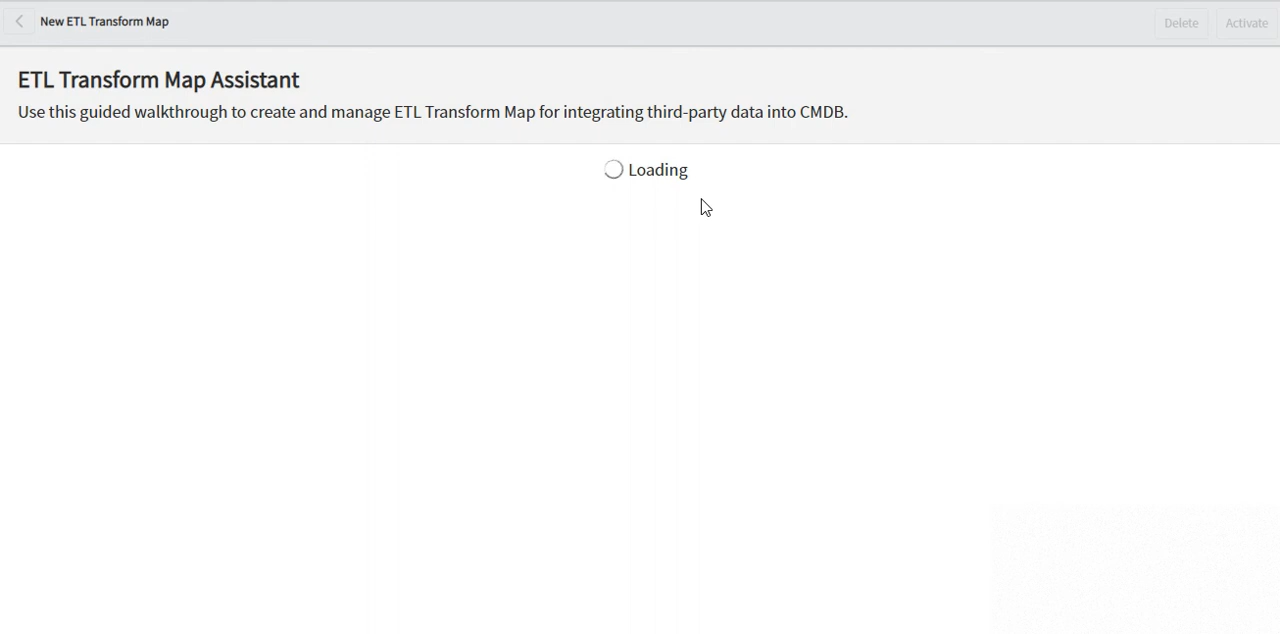 New ETL Transform Map
Delete
Activate
ETL Transform Map Assistant
Use this guided walkthrough to create and manage ETL Transform Map for integrating third-party data into CMDB.
Loading